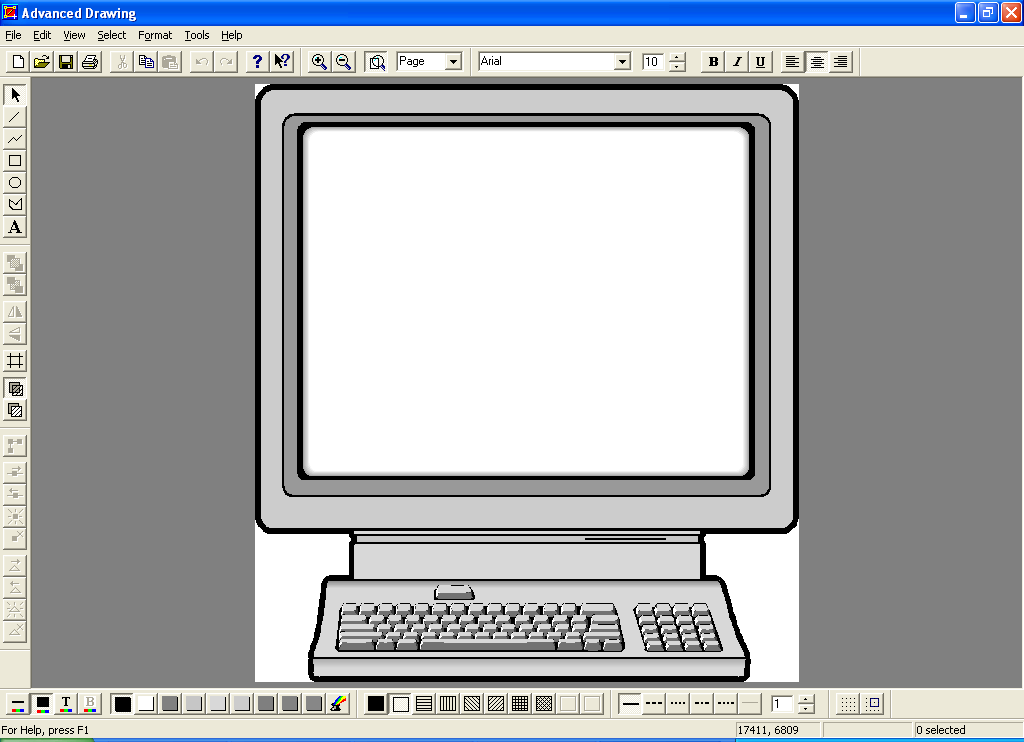 Advanced Drawing
File Edit View Select Format Tools Help
Page Arial 10 B I U
A
T B 1
For Help, press F1 17411, 6809 0 selected